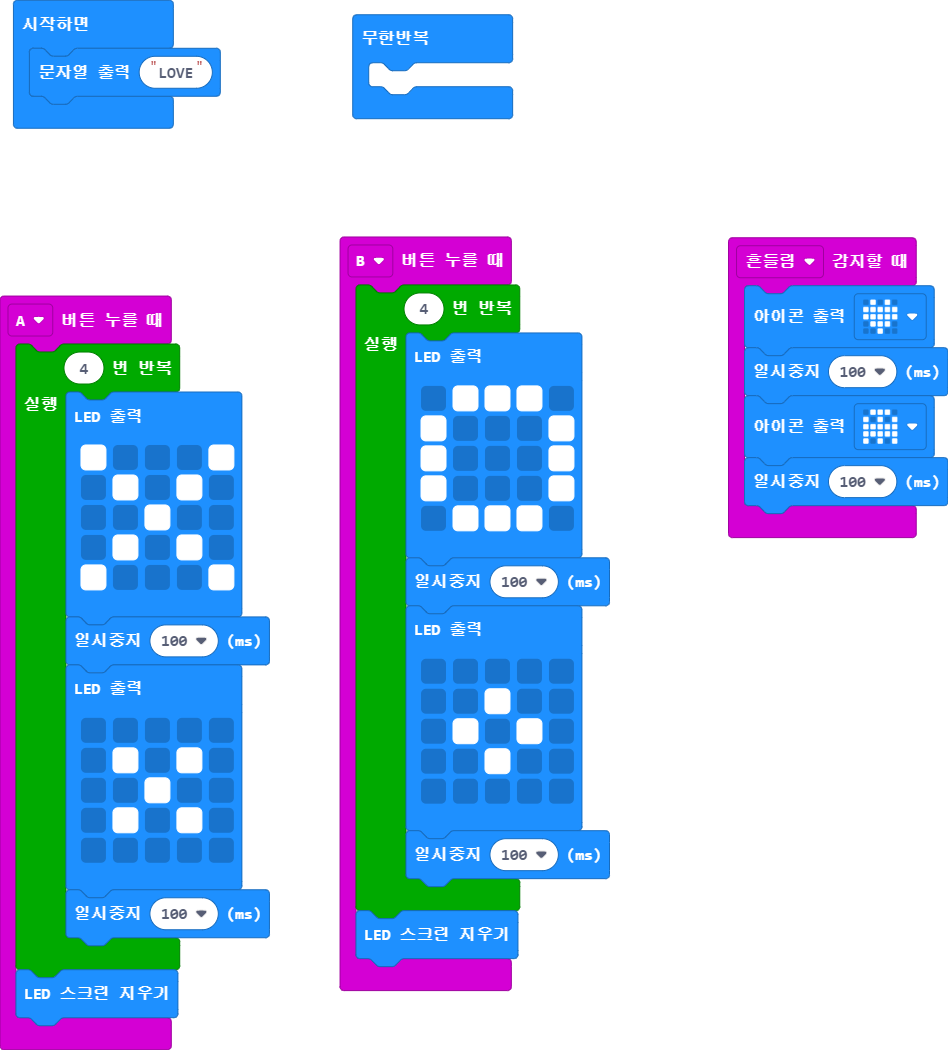 시작하면
문자열 출력 "LOVE"
무한반복
A 버튼 누를 때
4 번 반복
실행
LED 출력
일시중지 100 (ms)
LED 출력
일시중지 100 (ms)
LED 스크린 지우기
B 버튼 누를 때
4 번 반복
실행
LED 출력
일시중지 100 (ms)
LED 출력
일시중지 100 (ms)
LED 스크린 지우기
흔들림 감지할 때
아이콘 출력
일시중지 100 (ms)
아이콘 출력
일시중지 100 (ms)